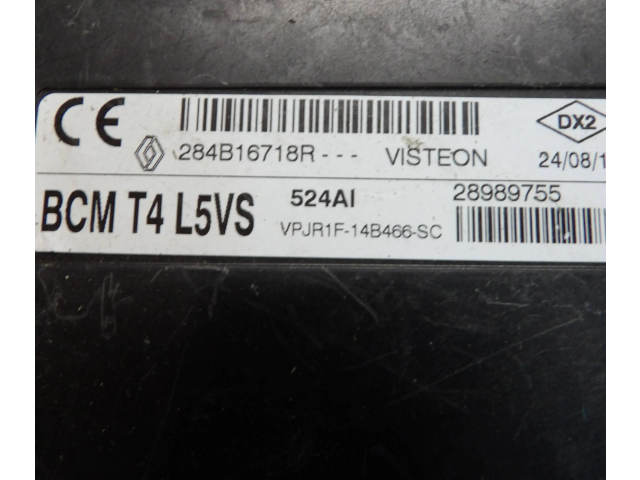 CE DX2
284B16718R--- VISTEON 24/08/1
BCM T4 L5VS 524AI 28989755
VPJR1F-14B466-SC